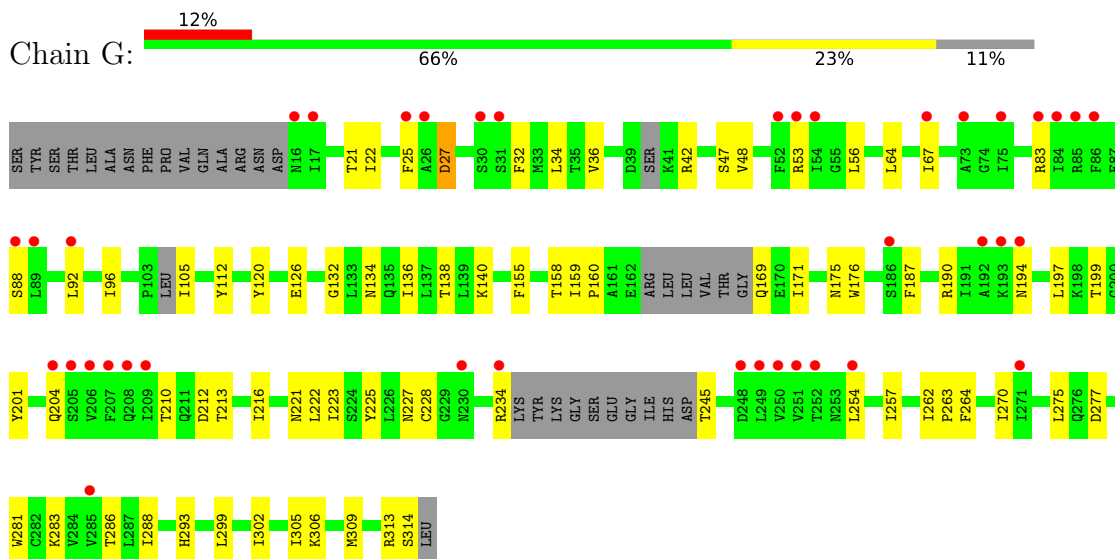 12%
Chain G:
66% 23% 11%
SER TYR SER SER THR LEU ALA ASN PHE PRO VAL GLN ALA ARG ASN ASP N16 I17 T21 I22 F25 A26 D27 S30 S31 F32 M33 L34 T35 V36 D39 SER K41 R42 S47 V48 F52 R53 I54 G55 L56 L64 I67 A73 G74 I75 R83 I84 R85 F86 E87
S88 L89 L92 I96 P103 LEU I105 Y112 Y120 E126 G132 L133 N134 Q135 I136 L137 T138 L139 K140 F155 T158 I159 P160 A161 E162 ARG LEU LEU VAL THR GLY Q169 E170 I171 N175 W176 S186 F187 R190 I191 A192 K193 N194 L197 K198 T199 G200
Y201 Q204 S205 V206 F207 Q208 I209 T210 Q211 D212 T213 I216 N221 L222 I223 S224 Y225 L226 N227 C228 G229 N230 R234 LYS TYR LYS GLY SER GLU GLY ILE HIS ASP T245 D248 L249 V250 V251 T252 N253 L254 I257 I262 P263 F264 I270 I271 L275 Q276 D277
W281 C282 K283 V284 V285 T286 L287 I288 H293 L299 I302 I305 K306 M309 R313 S314 LEU